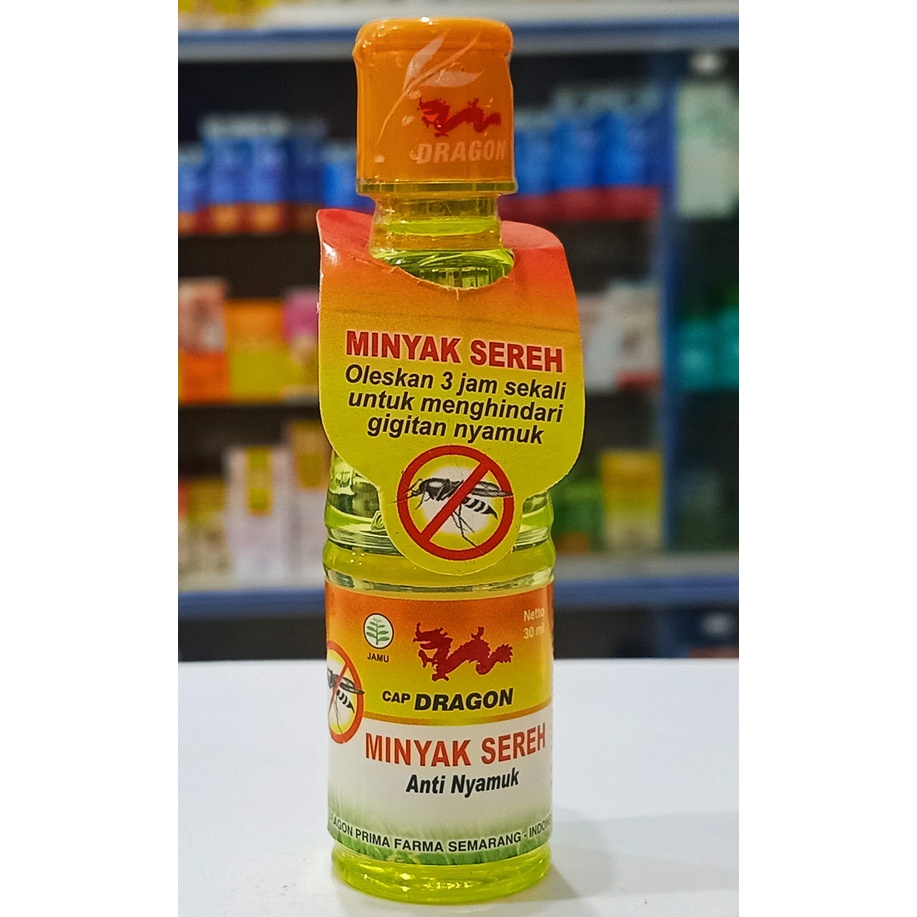 DRAGON
MINYAK SEREH
Oleskan 3 jam sekali
untuk menghindari
gigitan nyamuk
Netto
30 ml
JAMU
CAP DRAGON
MINYAK SEREH
Anti Nyamuk
PRIMA FARMA SEMARANG -